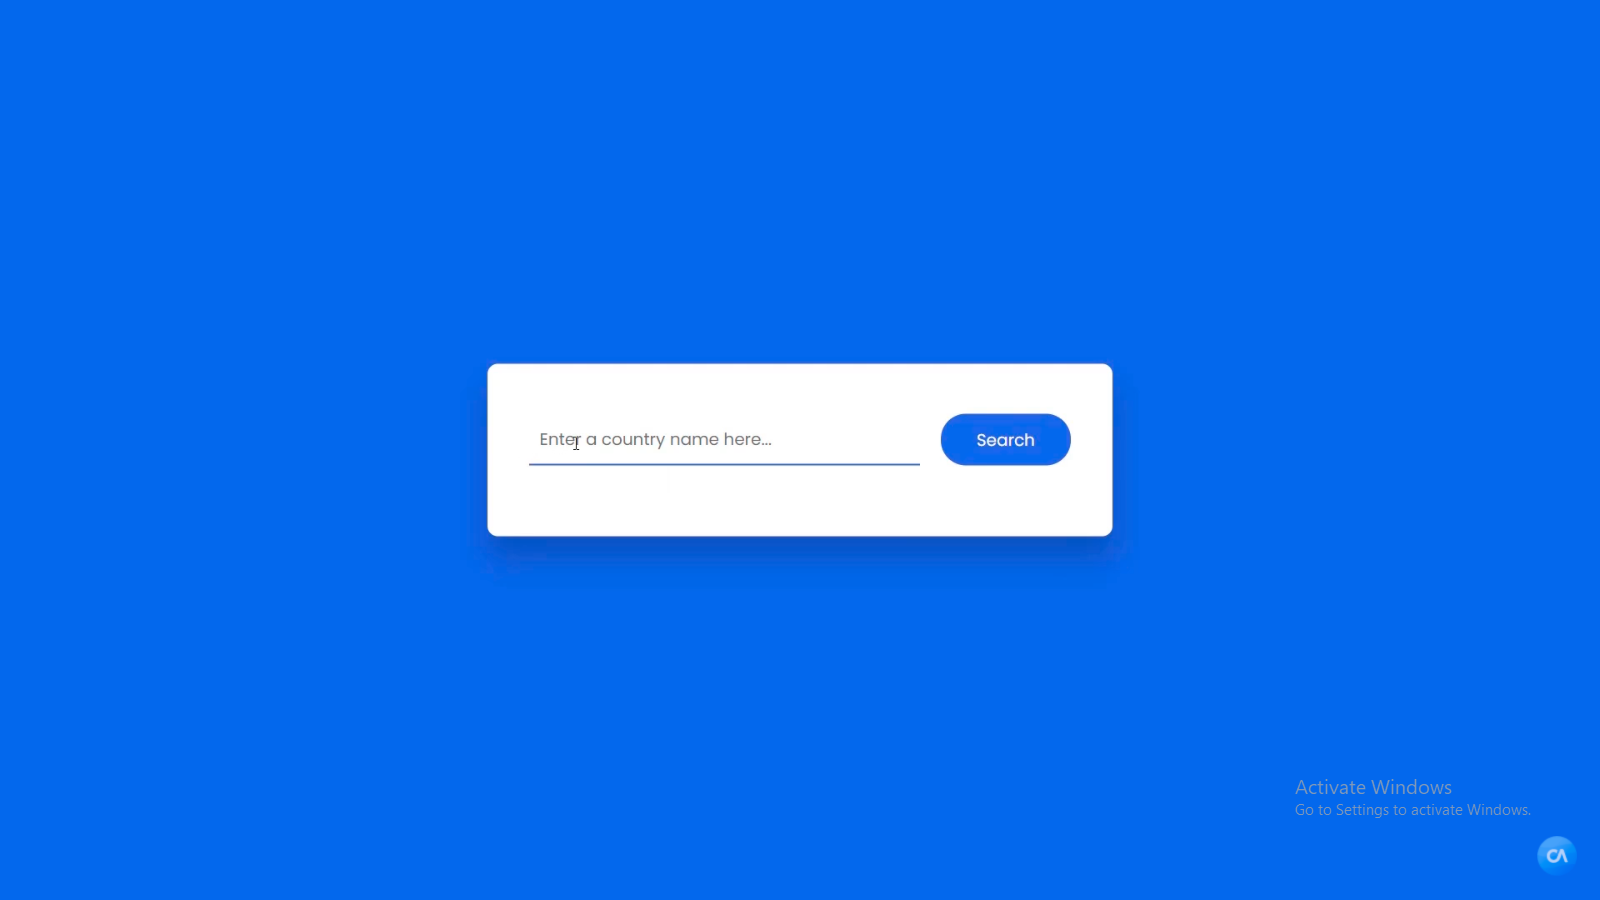 Enter a country name here...
Search
Activate Windows
Go to Settings to activate Windows.
CA